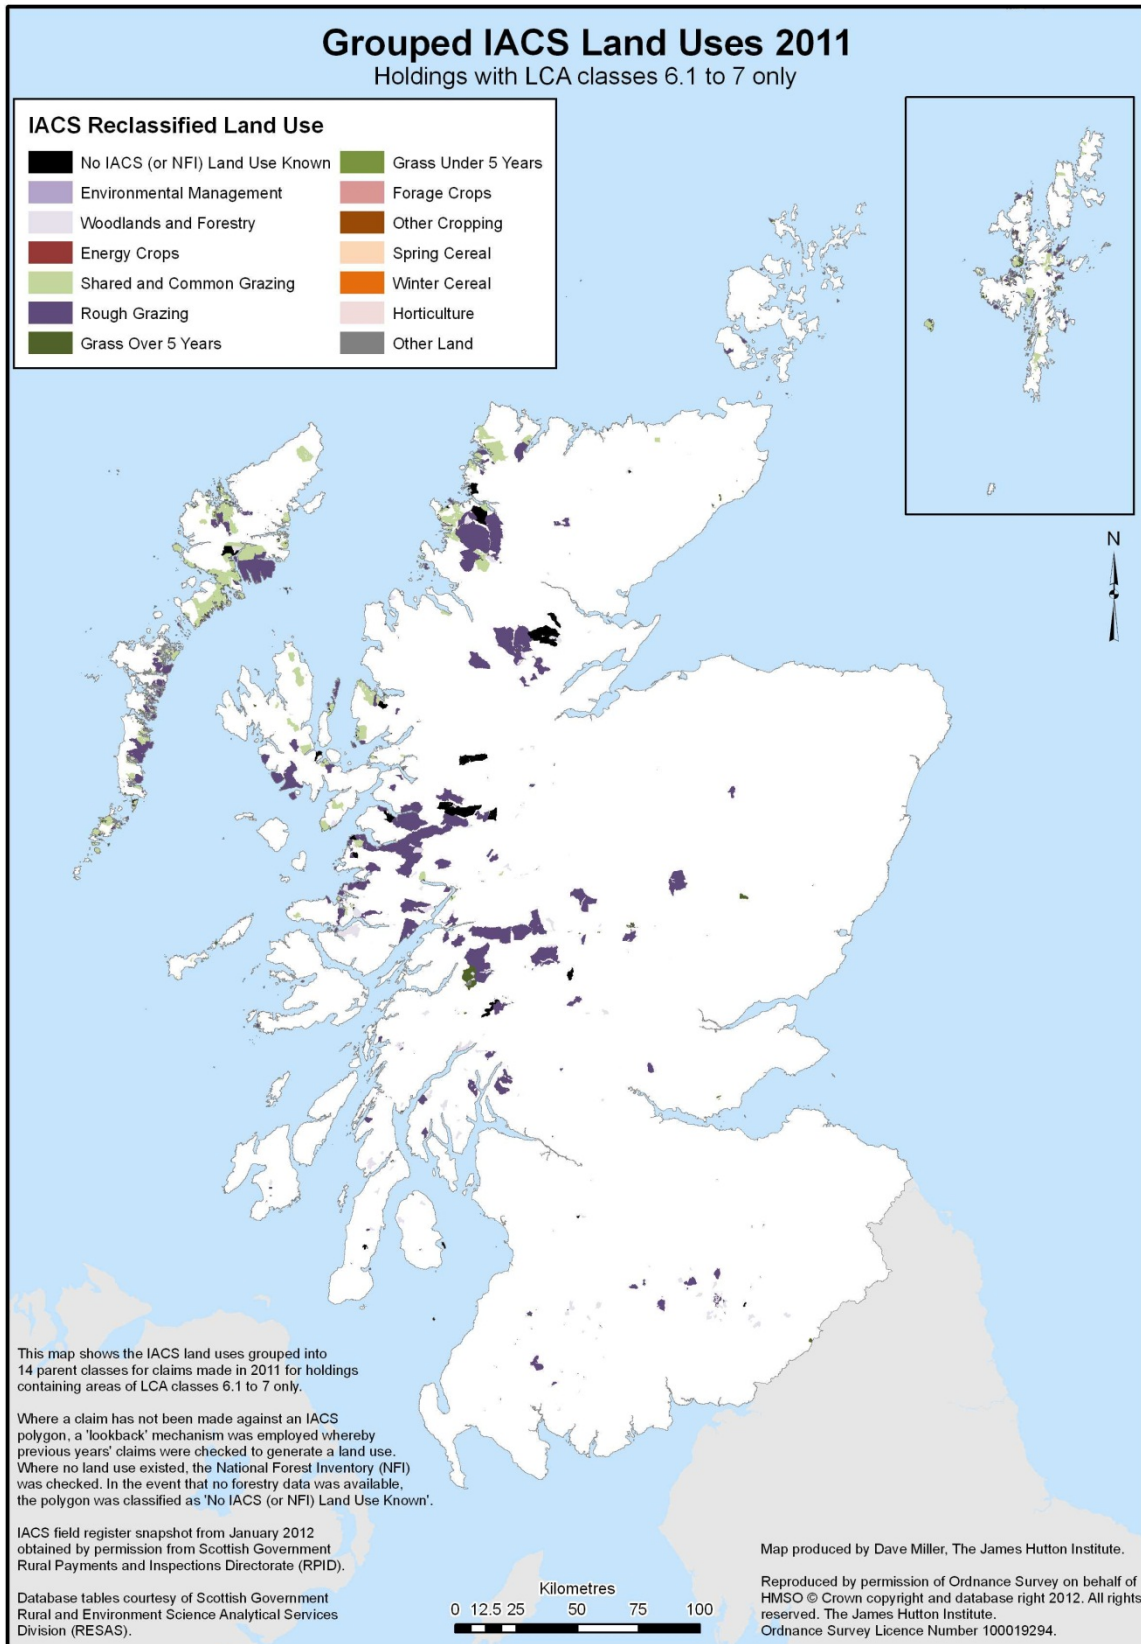 Grouped IACS Land Uses 2011
Holdings with LCA classes 6.1 to 7 only
IACS Reclassified Land Use
No IACS (or NFI) Land Use Known
Environmental Management
Woodlands and Forestry
Energy Crops
Shared and Common Grazing
Rough Grazing
Grass Over 5 Years
Grass Under 5 Years
Forage Crops
Other Cropping
Spring Cereal
Winter Cereal
Horticulture
Other Land
N
This map shows the IACS land uses grouped into
14 parent classes for claims made in 2011 for holdings
containing areas of LCA classes 6.1 to 7 only.
Where a claim has not been made against an IACS
polygon, a 'lookback' mechanism was employed whereby
previous years' claims were checked to generate a land use.
Where no land use existed, the National Forest Inventory (NFI)
was checked. In the event that no forestry data was available,
the polygon was classified as 'No IACS (or NFI) Land Use Known'.
IACS field register snapshot from January 2012
obtained by permission from Scottish Government
Rural Payments and Inspections Directorate (RPID).
Database tables courtesy of Scottish Government
Rural and Environment Science Analytical Services
Division (RESAS).
Kilometres
0 12.5 25 50 75 100
Map produced by Dave Miller, The James Hutton Institute.
Reproduced by permission of Ordnance Survey on behalf of
HMSO © Crown copyright and database right 2012. All rights
reserved. The James Hutton Institute.
Ordnance Survey Licence Number 100019294.